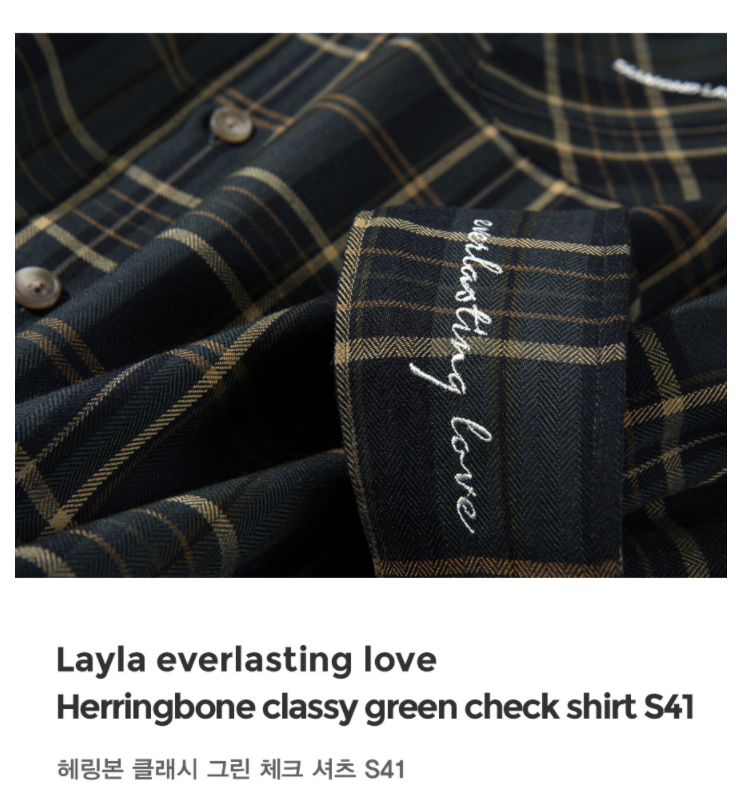 everlasting love
Layla everlasting love
Herringbone classy green check shirt S41
헤링본 클래시 그린 체크 셔츠 S41